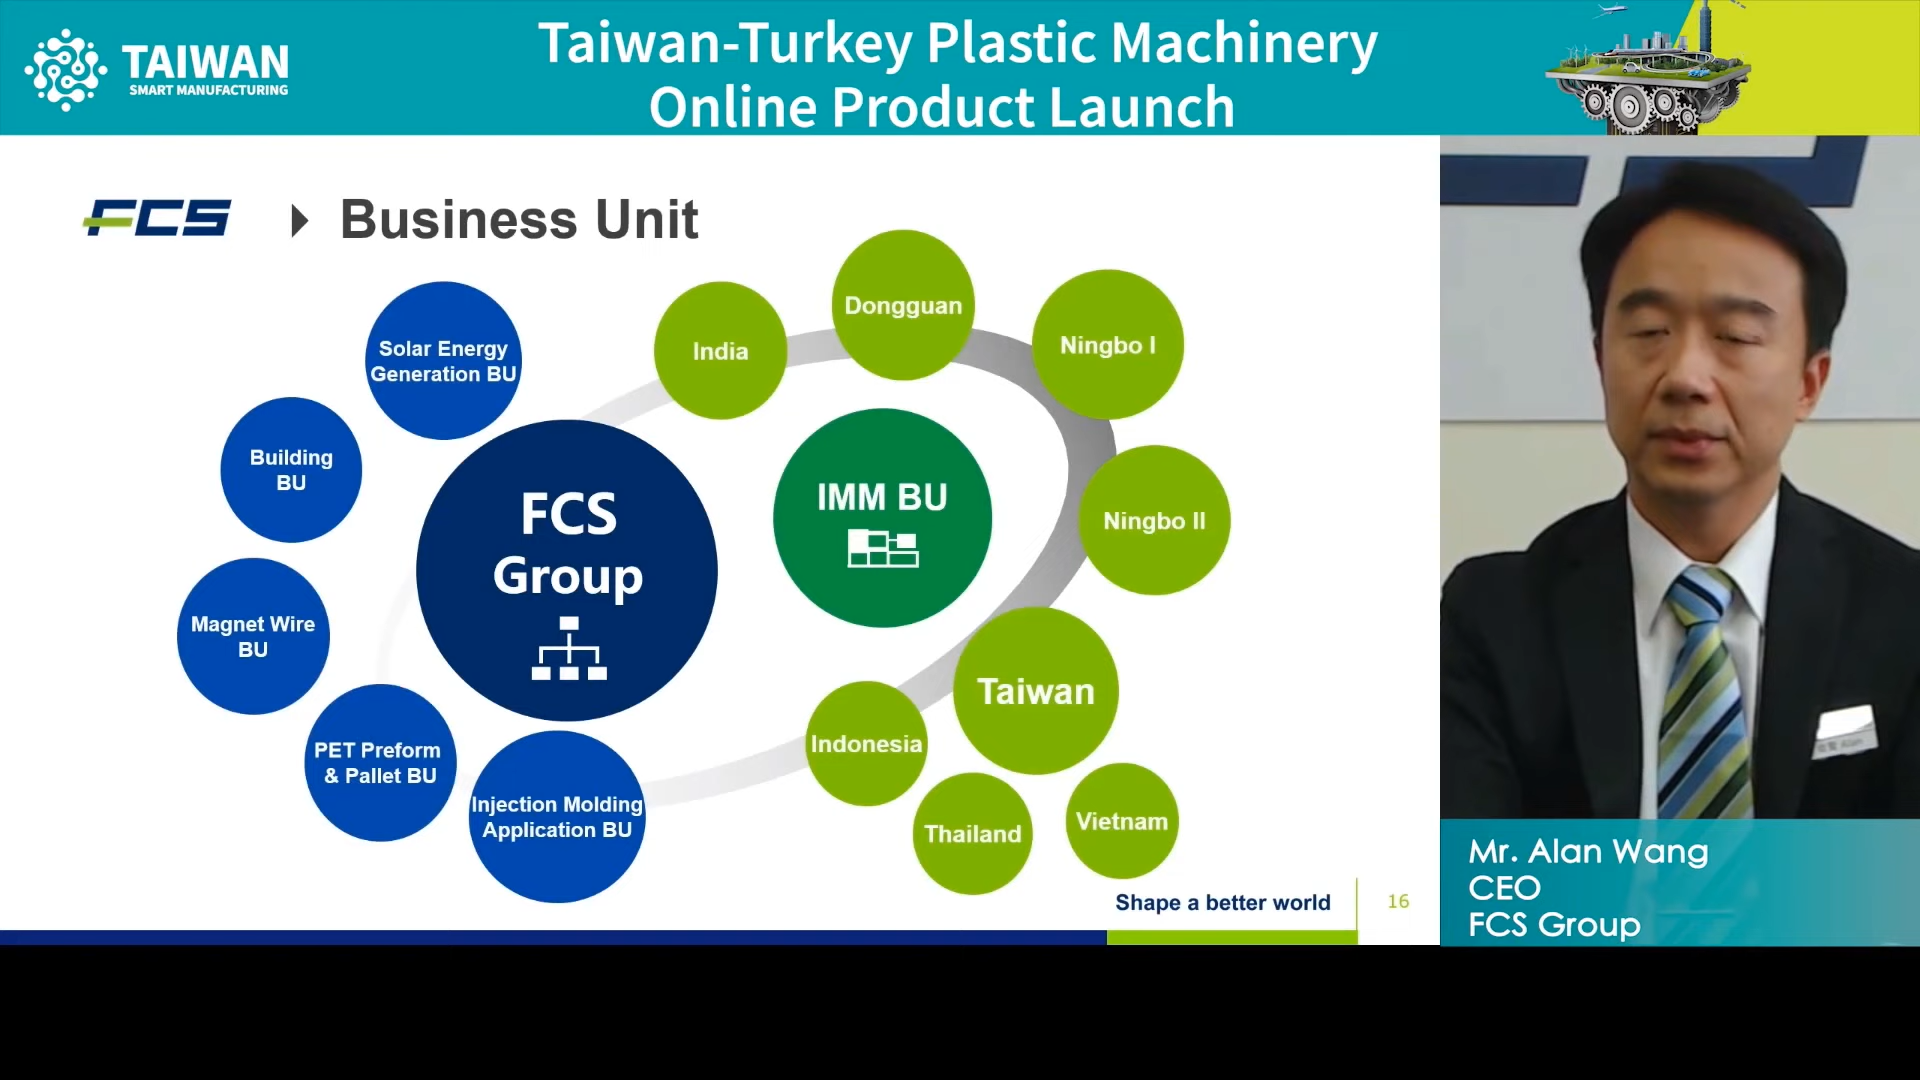 TAIWAN
SMART MANUFACTURING
Taiwan-Turkey Plastic Machinery
Online Product Launch
FCS
Business Unit
Solar Energy
Generation BU
Building
BU
Magnet Wire
BU
PET Preform
& Pallet BU
Injection Molding
Application BU
FCS
Group
IMM BU
India
Dongguan
Ningbo I
Ningbo II
Taiwan
Indonesia
Thailand
Vietnam
Shape a better world
16
Mr. Alan Wang
CEO
FCS Group